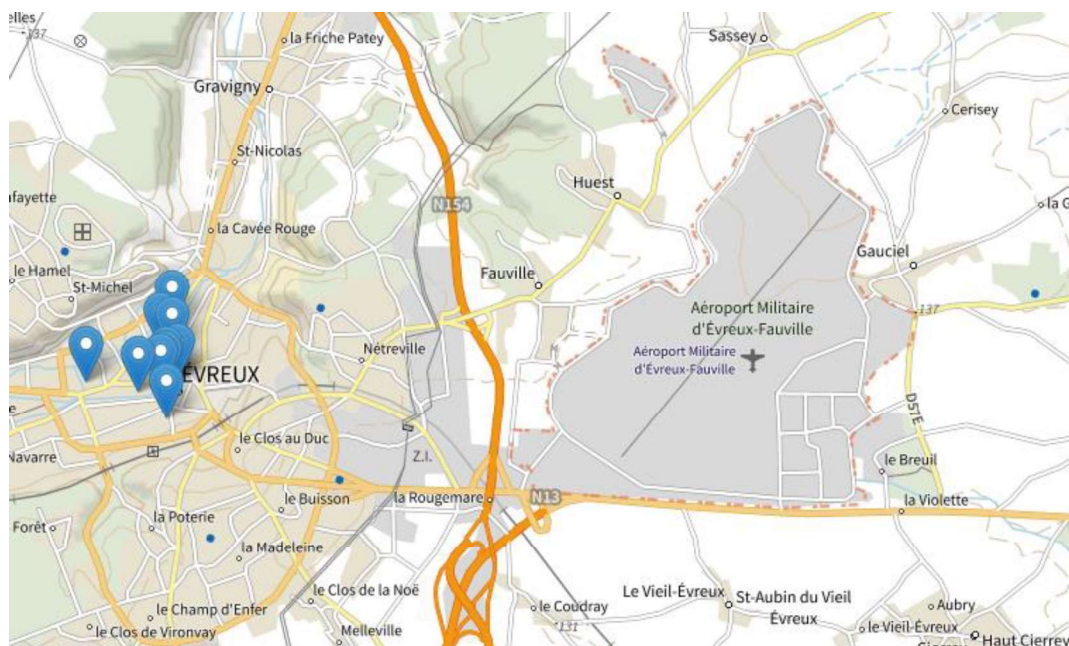 elles
137
la Friche Patey
Sassey
Gravigny
Cerisey
St-Nicolas
Huest
afayette
N154
la G
la Cavée Rouge
Gauciel
le Hamel
Fauville
St-Michel
137
Aéroport Militaire
d'Évreux-Fauville
Aéroport Militaire
d'Évreux-Fauville
Nétreville
ÉVREUX
D57E
Navarre
le Clos au Duc
Z.I.
le Breuil
le Buisson
la Rougemare
N13
la Violette
Forêt
la Poterie
la Madeleine
le Clos de la Noë
Le Vieil-Évreux
St-Aubin du Vieil
Évreux
Aubry
le Champ d'Enfer
le Coudray
le Clos de Vironvay
131
le Vieil-Évreux
Melleville
Haut Cierrey